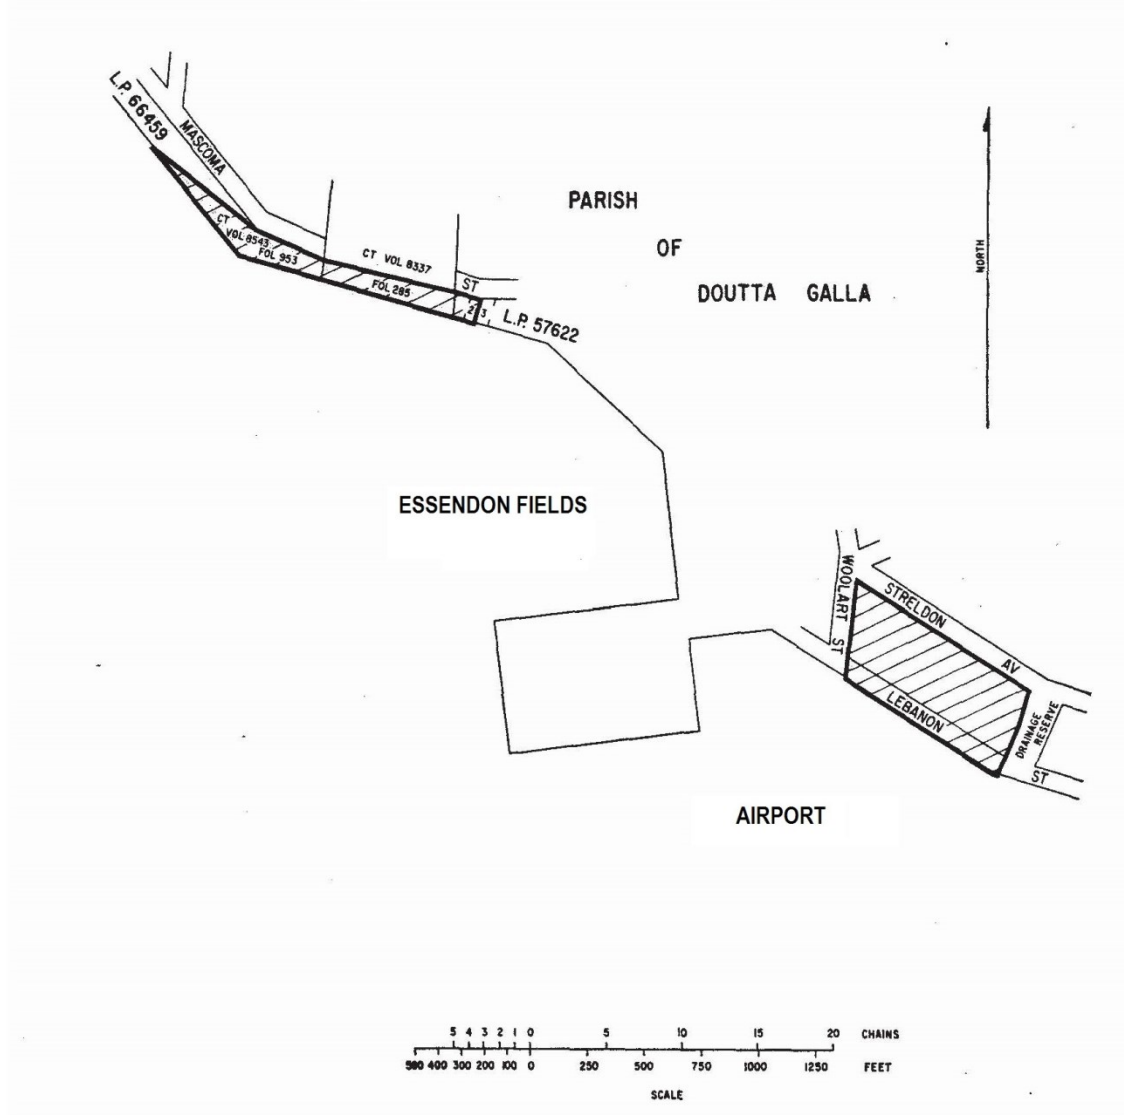 L.P. 66459
MASCOMA
CT
VOL 8543
FOL 953
CT VOL 8337
FOL 285
ST
2 3
L.P. 57622
PARISH
OF
DOUTTA GALLA
NORTH
ESSENDON FIELDS
WOOLART ST
STRELDON AV
LEBANON ST
DRAINAGE
RESERVE
AIRPORT
5 4 3 2 1 0 5 10 15 20 CHAINS
500 400 300 200 100 0 250 500 750 1000 1250 FEET
SCALE